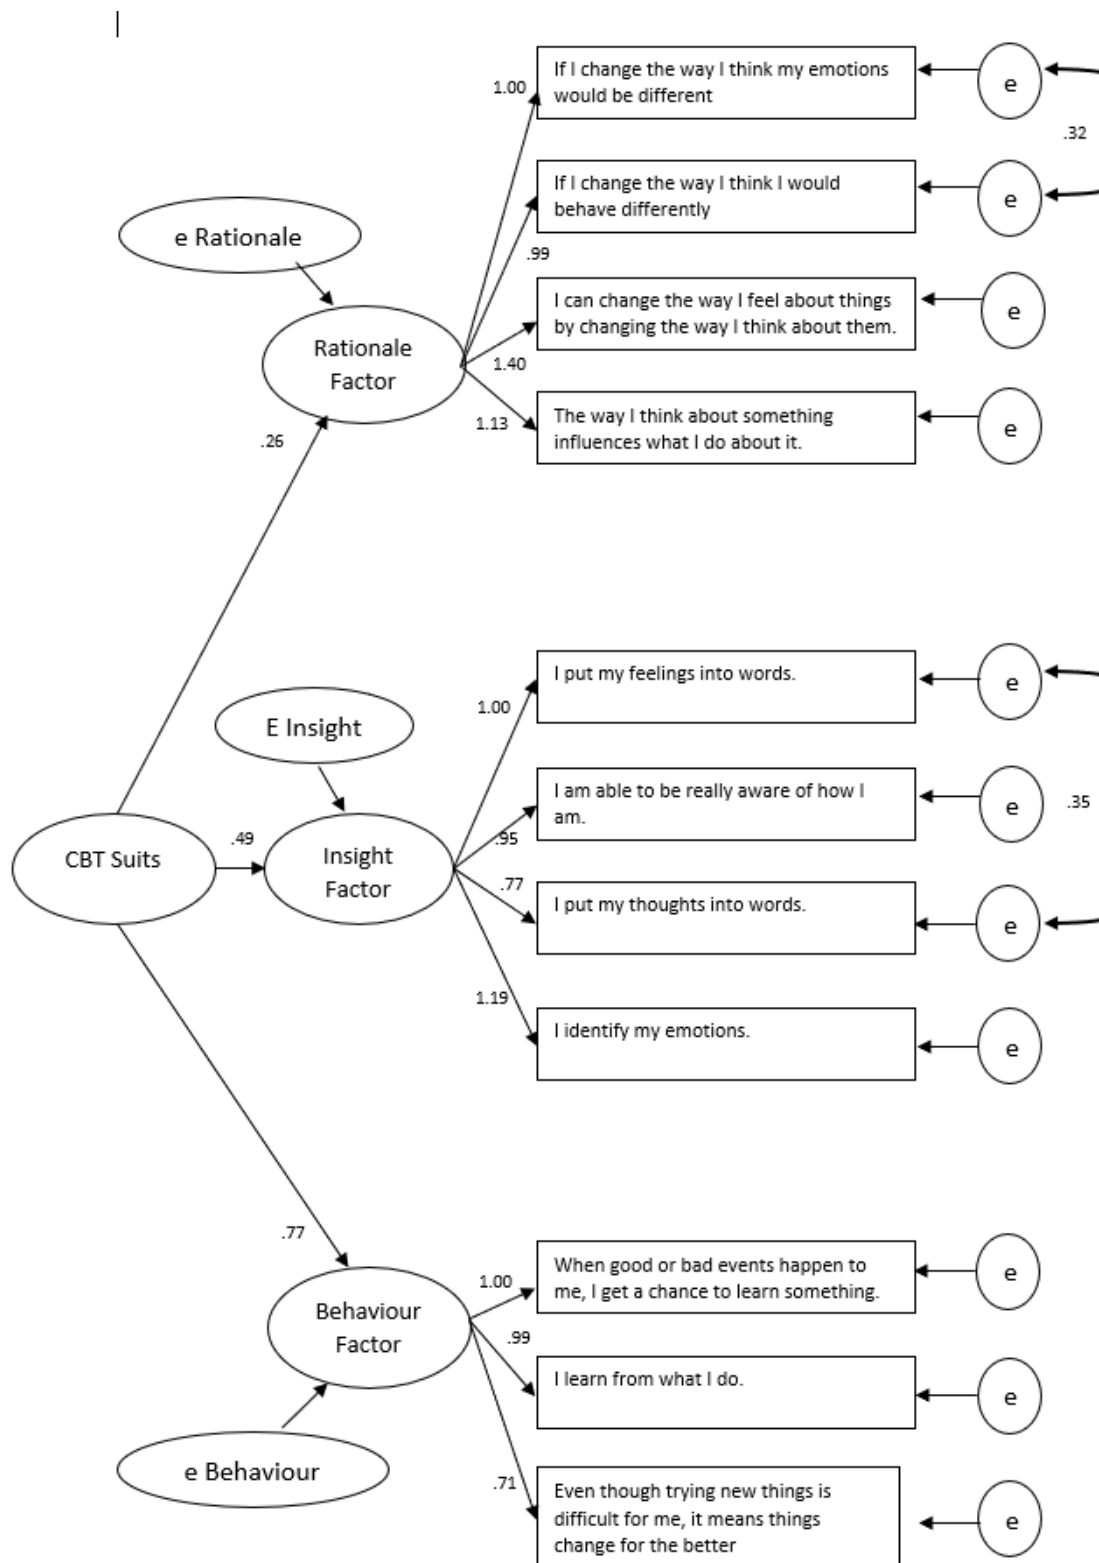 If I change the way I think my emotions
would be different
e
1.00
.32
If I change the way I think I would
behave differently
e
e Rationale
.99
I can change the way I feel about things
by changing the way I think about them.
e
Rationale
Factor
1.40
1.13
The way I think about something
influences what I do about it.
e
.26
I put my feelings into words.
e
1.00
E Insight
I am able to be really aware of how I
am.
e
.35
.95
CBT Suits
.49
Insight
Factor
.77
I put my thoughts into words.
e
1.19
I identify my emotions.
e
.77
When good or bad events happen to
me, I get a chance to learn something.
e
1.00
Behaviour
Factor
.99
I learn from what I do.
e
e Behaviour
.71
Even though trying new things is
difficult for me, it means things
change for the better
e